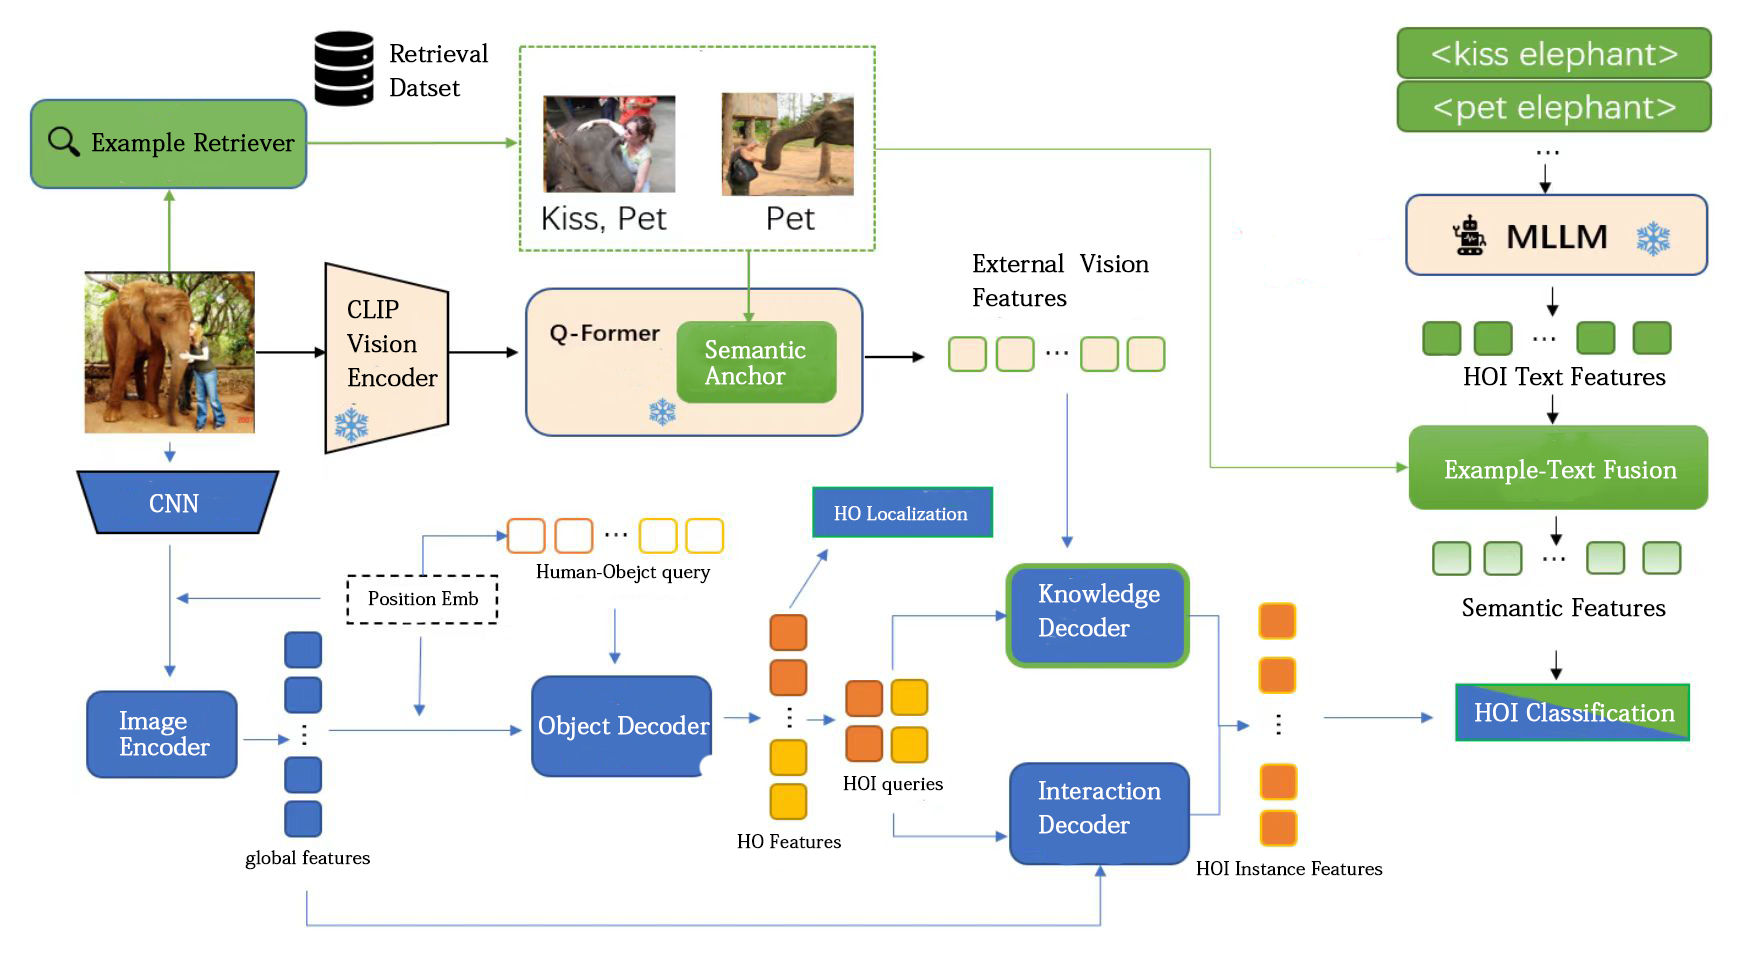 Retrieval
Datset
Example Retriever
Kiss, Pet
Pet
<kiss elephant>
<pet elephant>
...
MLLM
External Vision
Features
...
CLIP
Vision
Encoder
Q-Former
Semantic
Anchor
...
HOI Text Features
Example-Text Fusion
...
Semantic Features
HOI Classification
CNN
Position Emb
...
Human-Obejct query
HO Localization
Image
Encoder
...
global features
Object Decoder
...
HO Features
HOI queries
Knowledge
Decoder
Interaction
Decoder
...
HOI Instance Features